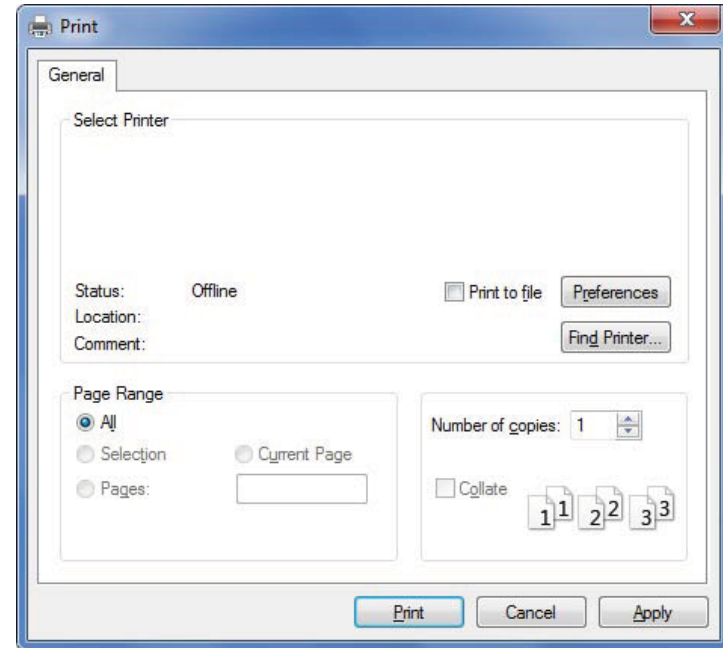 Print
General
Select Printer
Status: Offline
Print to file Preferences
Location:
Find Printer...
Comment:
Page Range
All
Selection Current Page
Pages:
Number of copies: 1
Collate
1 1 2 2 3 3
Print Cancel Apply